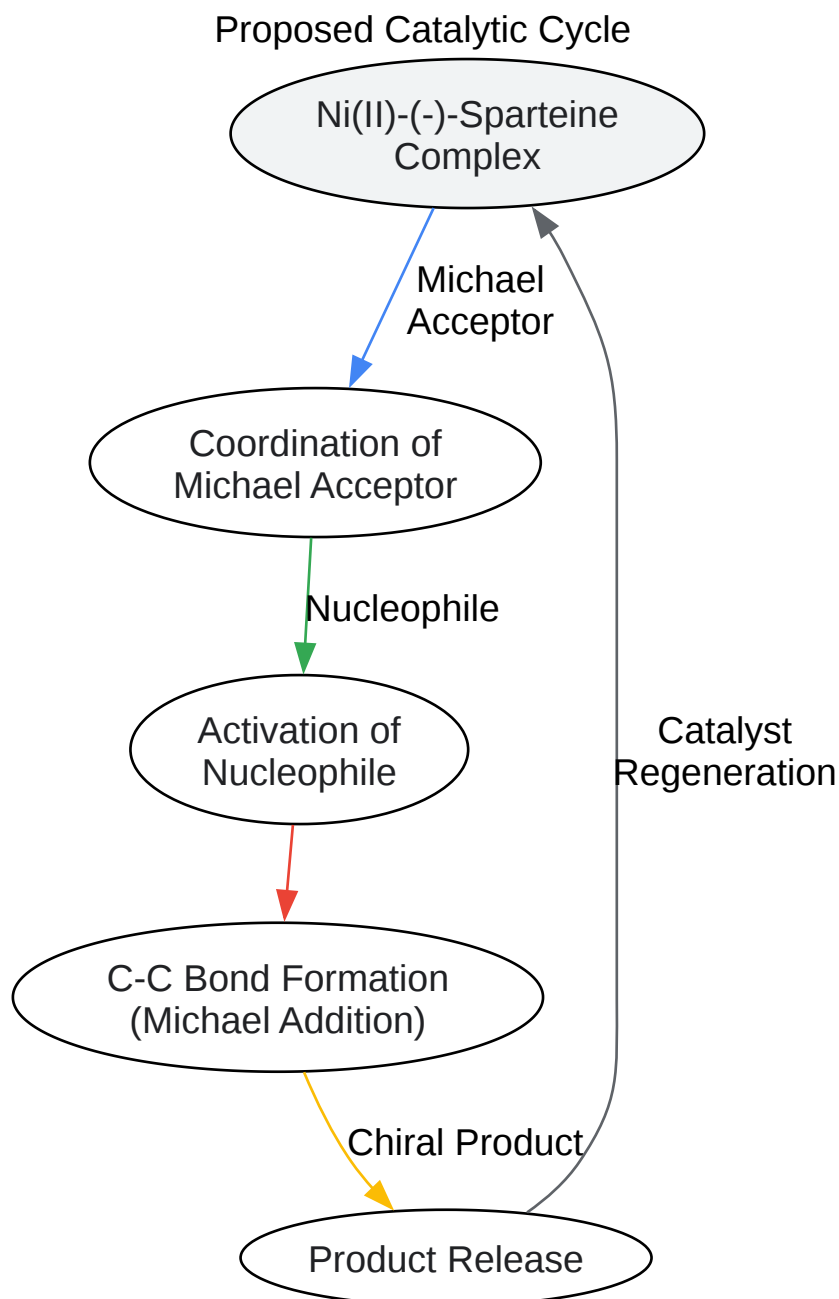 Proposed Catalytic Cycle
Ni(II)-(-)-Sparteine
Complex
Michael
Acceptor
Coordination of
Michael Acceptor
Nucleophile
Activation of
Nucleophile
Catalyst
Regeneration
C-C Bond Formation
(Michael Addition)
Chiral Product
Product Release